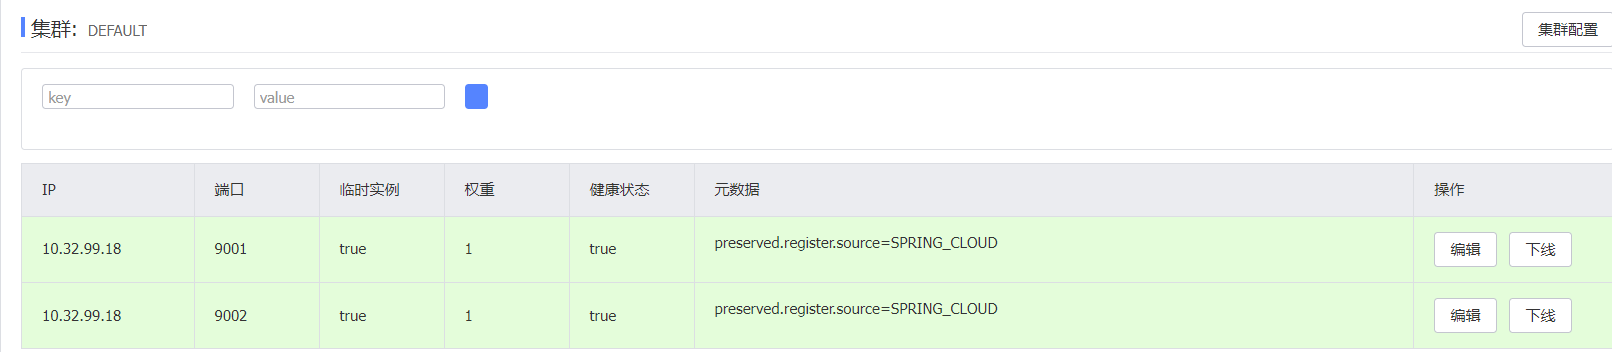 集群: DEFAULT 集群配置
key value
IP 端口 临时实例 权重 健康状态 元数据 操作
10.32.99.18 9001 true 1 true preserved.register.source=SPRING_CLOUD 编辑 下线
10.32.99.18 9002 true 1 true preserved.register.source=SPRING_CLOUD 编辑 下线